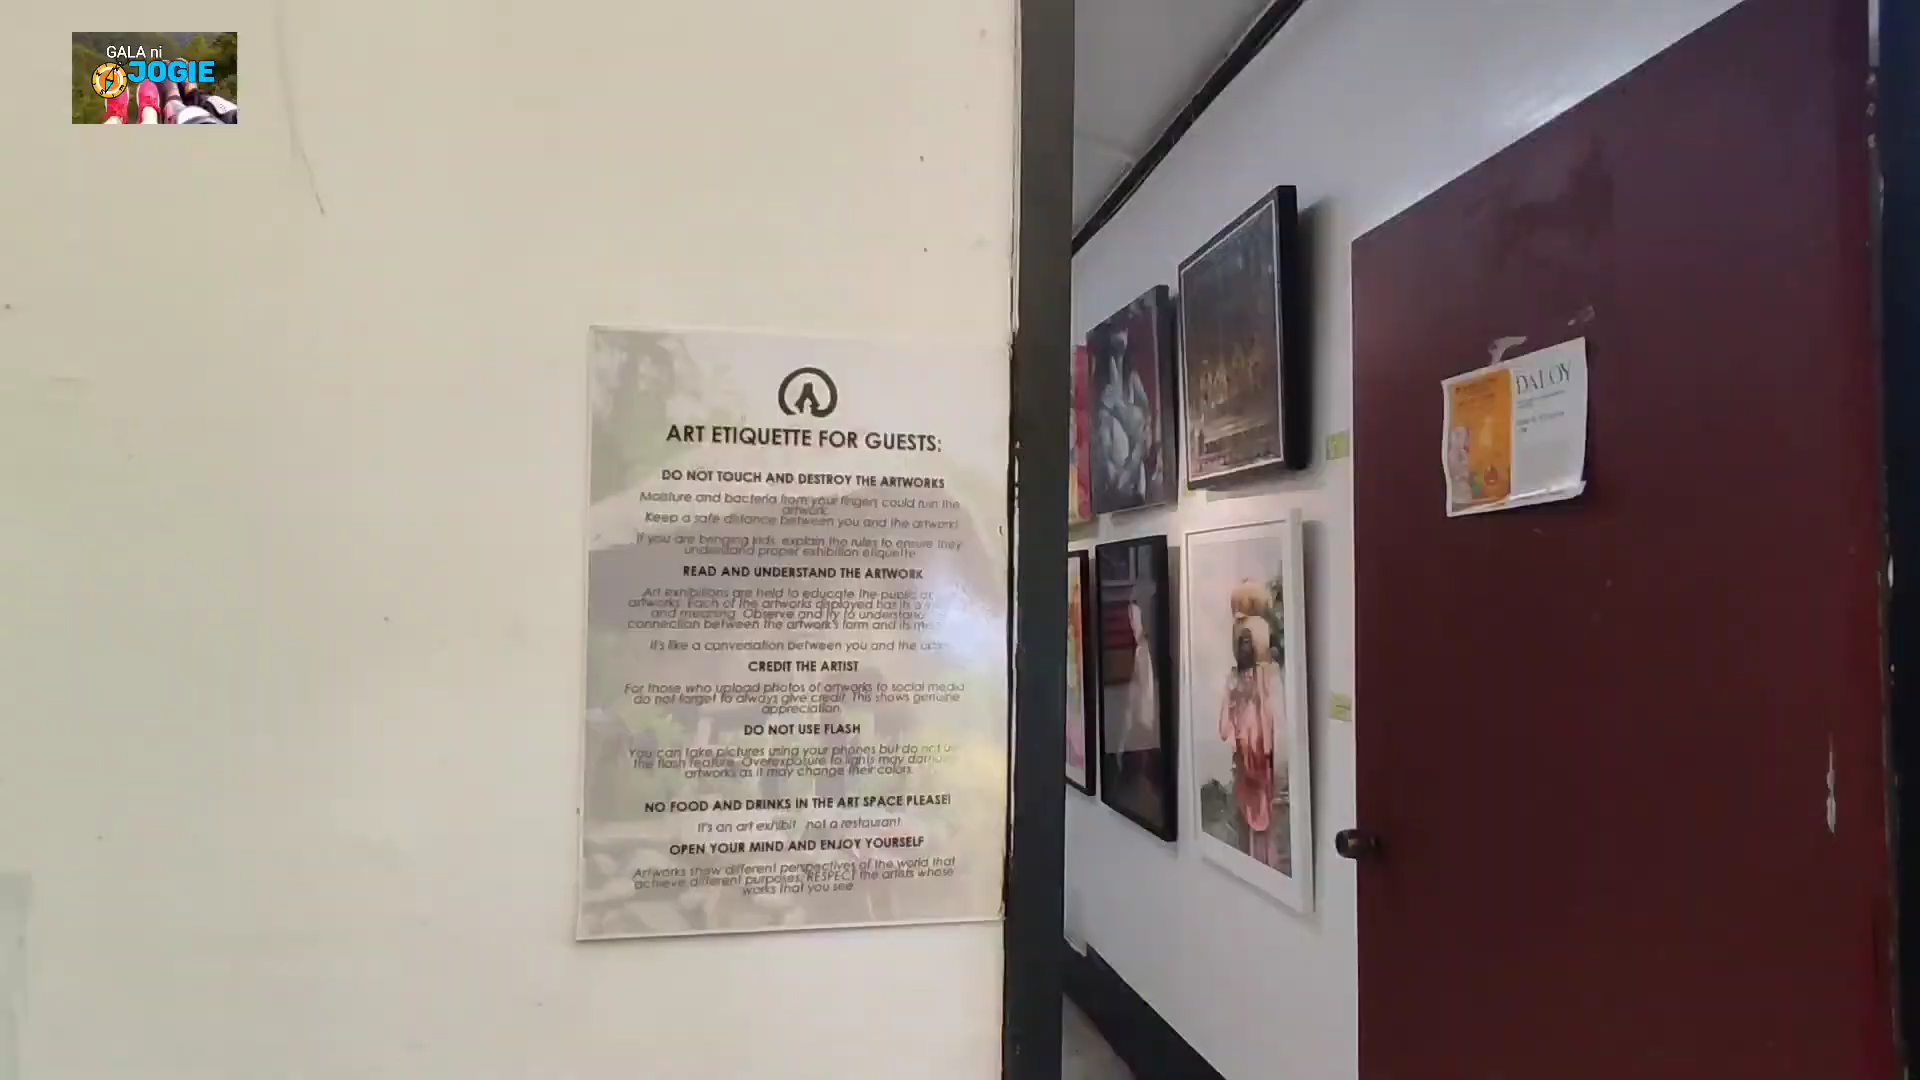 GALA ni
JOGIE
ART ETIQUETTE FOR GUESTS:
DO NOT TOUCH AND DESTROY THE ARTWORKS
Moisture and bacteria from your fingers could ruin the
artwork.
Keep a safe distance between you and the artwork!
If you are bringing kids, explain the rules to ensure they
understand proper exhibition etiquette.
READ AND UNDERSTAND THE ARTWORK
Art exhibitions are held to educate the public
artworks. Each of the artworks displayed has its
and meaning. Observe and try to understand
connection between the artwork's form and its
It's like a conversation between you and the
CREDIT THE ARTIST
For those who upload photos of artworks to social media
do not forget to always give credit. This shows genuine
appreciation.
DO NOT USE FLASH
You can take pictures using your phones but do not
the flash feature. Overexposure to lights may
artworks as it may change their colors.
NO FOOD AND DRINKS IN THE ART SPACE PLEASE!
It's an art exhibit not a restaurant
OPEN YOUR MIND AND ENJOY YOURSELF
Artworks show different perspectives of the world that
achieve different purposes. RESPECT the artists whose
works that you see
DALOY